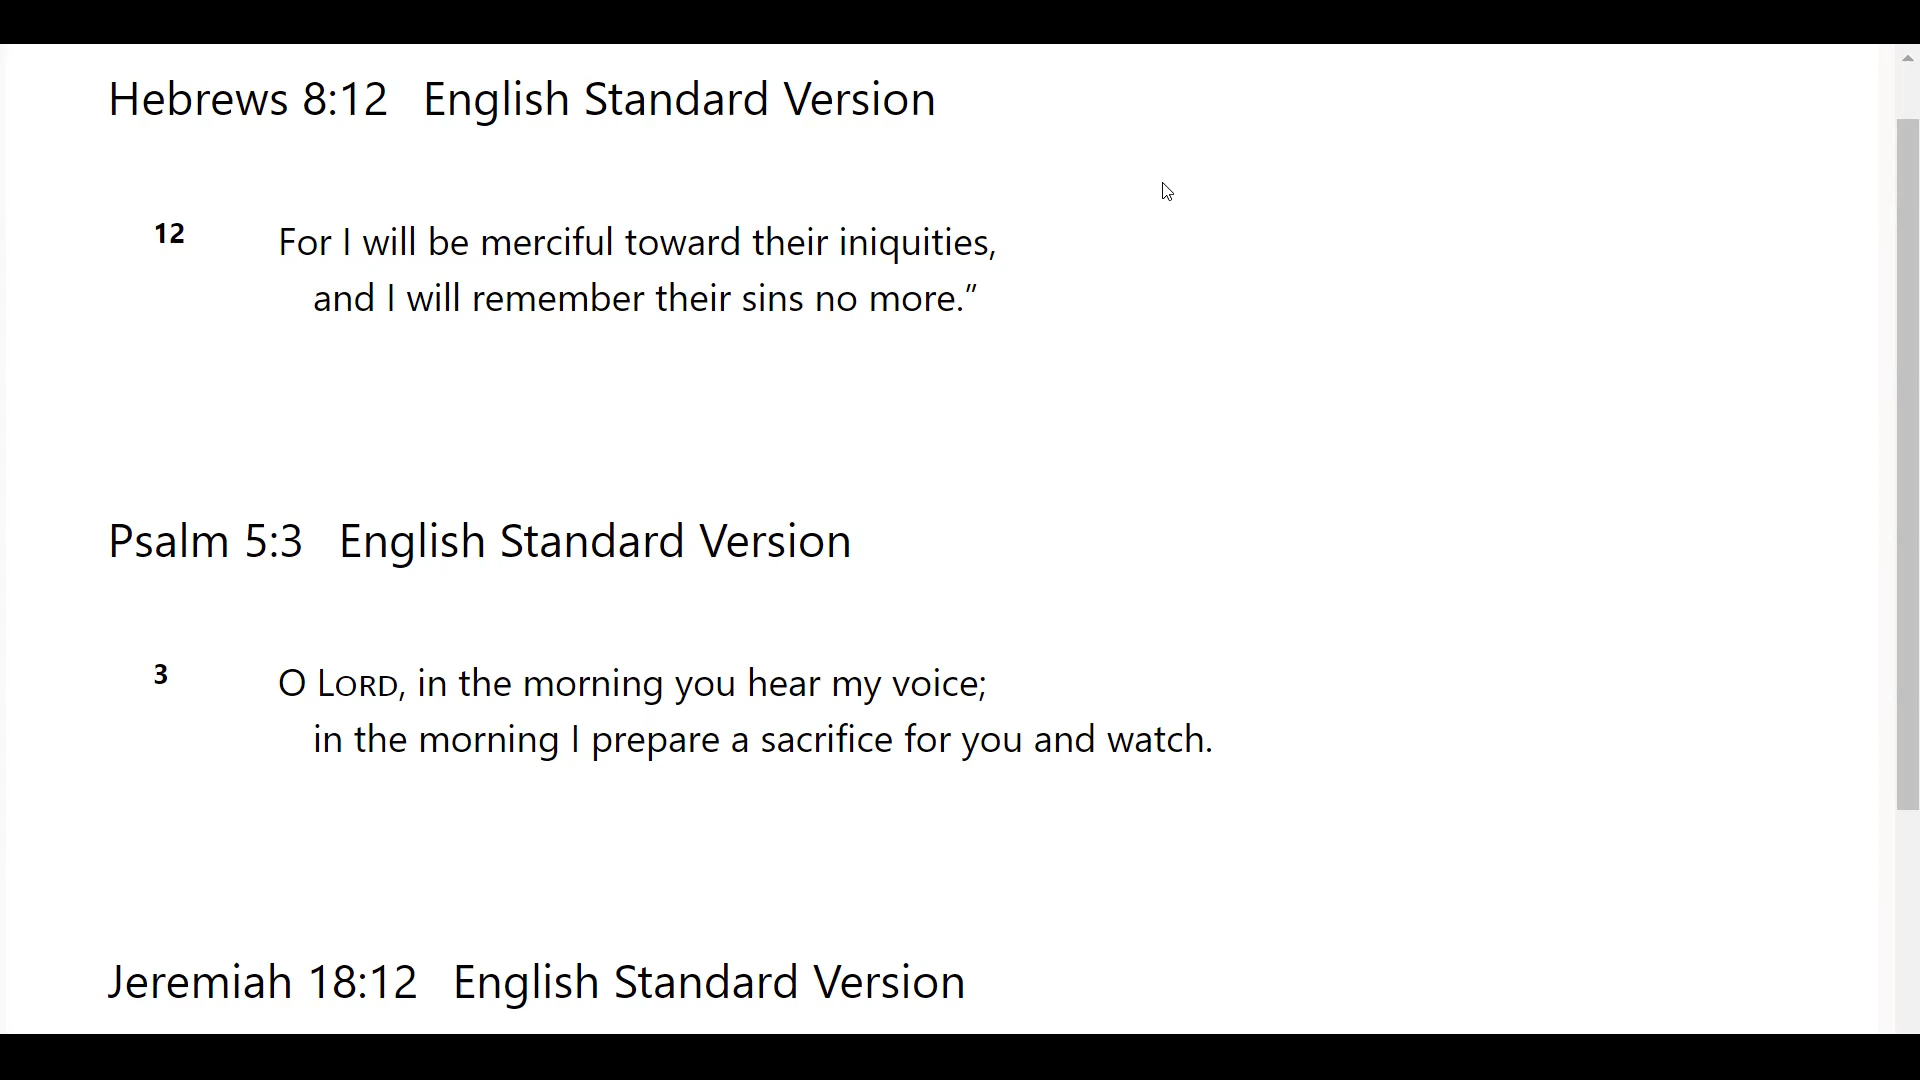 Hebrews 8:12 English Standard Version
12 For I will be merciful toward their iniquities,
and I will remember their sins no more.”
Psalm 5:3 English Standard Version
3 O LORD, in the morning you hear my voice;
in the morning I prepare a sacrifice for you and watch.
Jeremiah 18:12 English Standard Version